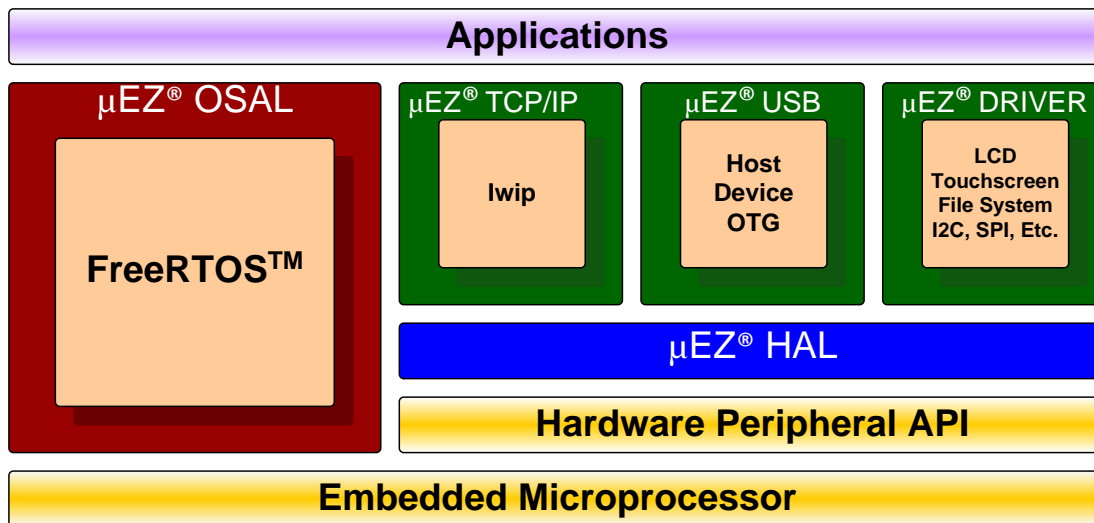 Applications
µEZ® OSAL
FreeRTOS™
µEZ® TCP/IP
lwip
µEZ® USB
Host
Device
OTG
µEZ® DRIVER
LCD
Touchscreen
File System
I2C, SPI, Etc.
µEZ® HAL
Hardware Peripheral API
Embedded Microprocessor